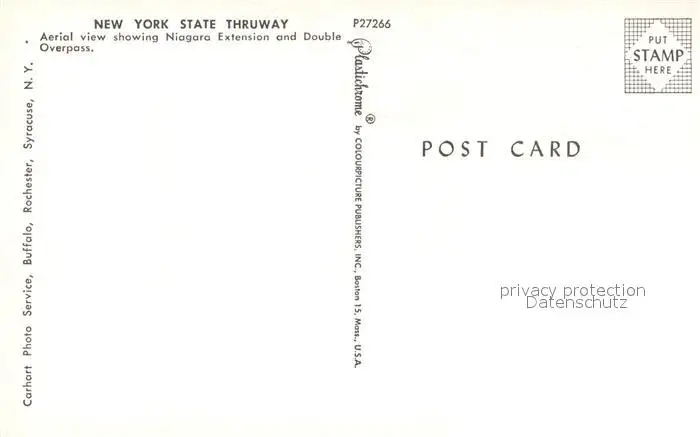 NEW YORK STATE THRUWAY
Aerial view showing Niagara Extension and Double
Overpass.
Carhart Photo Service, Buffalo, Rochester, Syracuse, N. Y.
P27266
Plastichrome ® by COLOURPICTURE PUBLISHERS, INC., Boston 15, Mass., U.S.A.
PUT
STAMP
HERE
POST CARD
privacy protection
Datenschutz